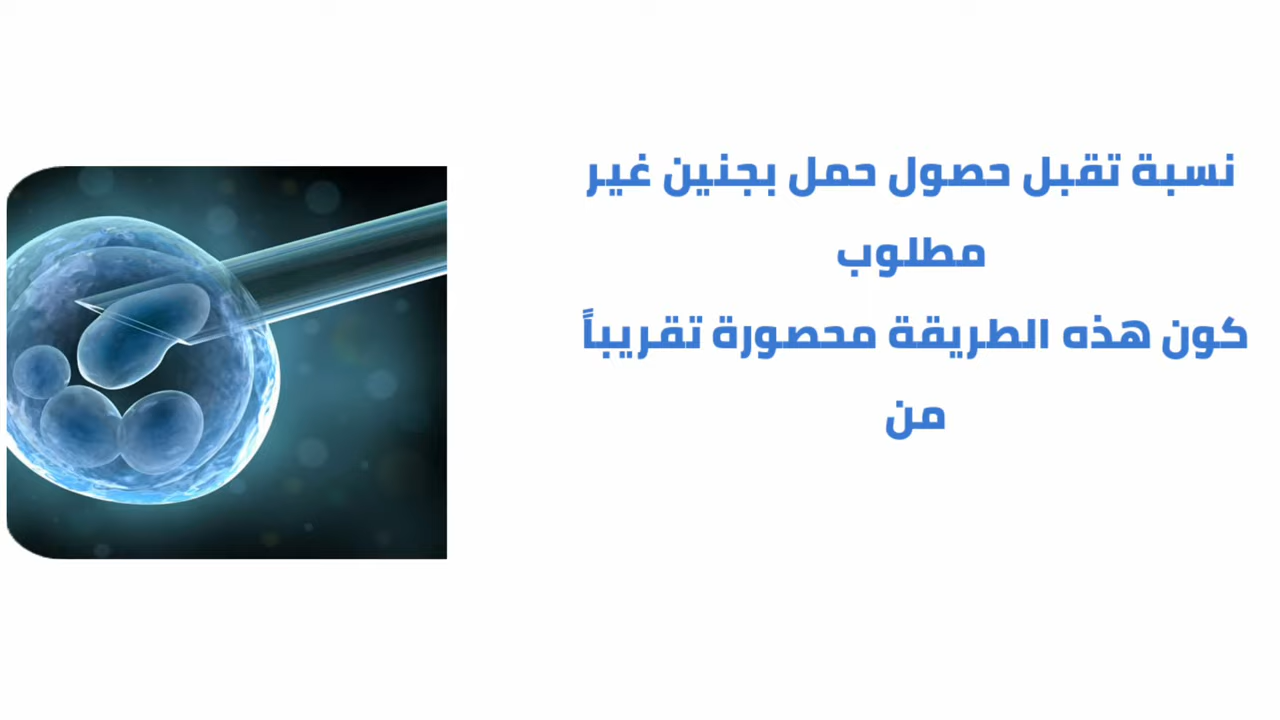 نسبة تقبل حصول حمل بجنين غير
مطلوب
كون هذه الطريقة محصورة تقريباً
من